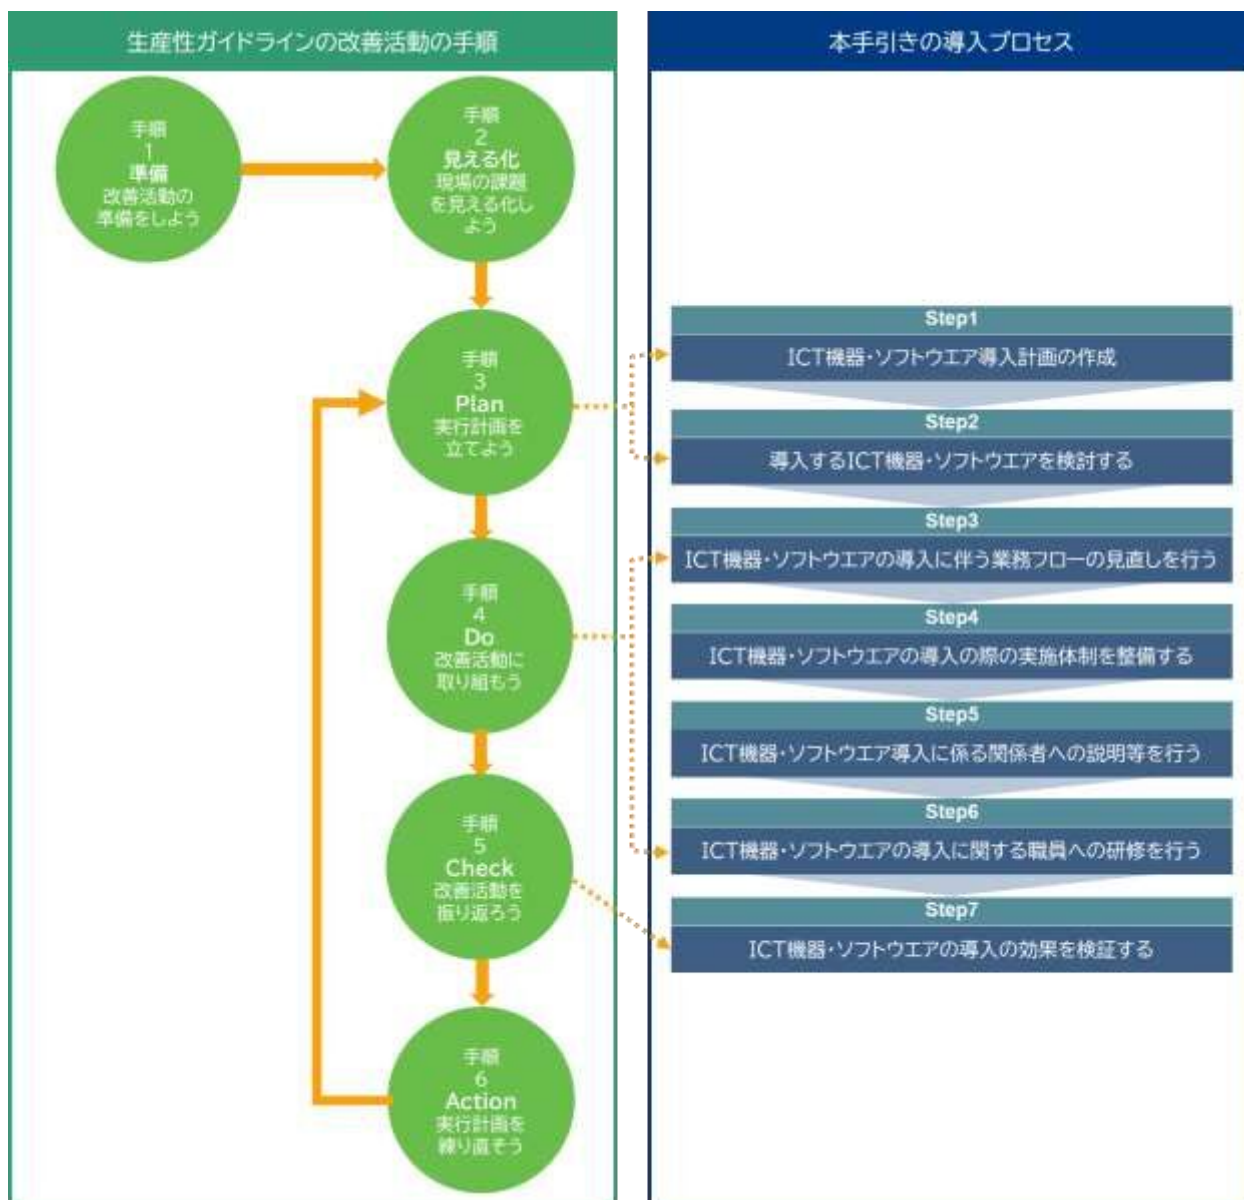 生産性ガイドラインの改善活動の手順
手順
1
準備
改善活動の
準備をしよう
手順
2
見える化
現場の課題
を見える化し
よう
手順
3
Plan
実行計画を
立てよう
手順
4
Do
改善活動に
取り組もう
手順
5
Check
改善活動を
振り返ろう
手順
6
Action
実行計画を
練り直そう
本手引きの導入プロセス
Step1
ICT機器・ソフトウエア導入計画の作成
Step2
導入するICT機器・ソフトウエアを検討する
Step3
ICT機器・ソフトウエアの導入に伴う業務フローの見直しを行う
Step4
ICT機器・ソフトウエアの導入の際の実施体制を整備する
Step5
ICT機器・ソフトウエア導入に係る関係者への説明等を行う
Step6
ICT機器・ソフトウエアの導入に関する職員への研修を行う
Step7
ICT機器・ソフトウエアの導入の効果を検証する